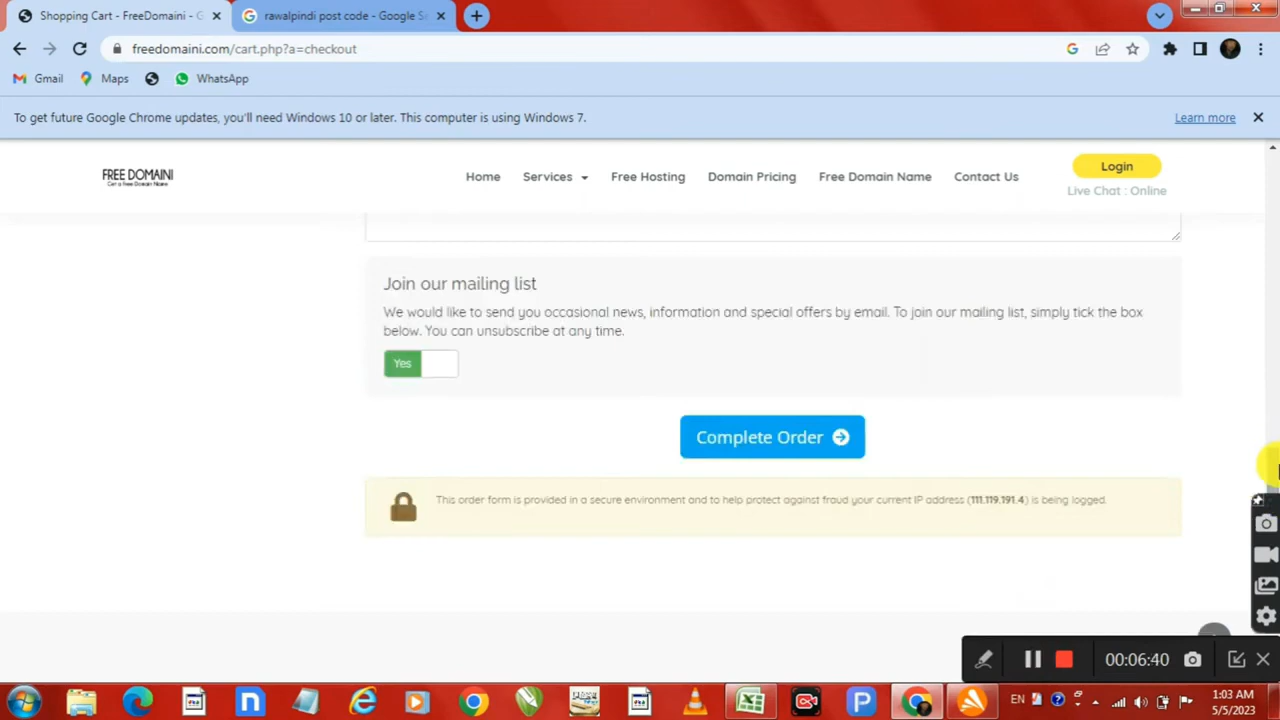 Shopping Cart - FreeDomaini - G
rawalpindi post code - Google Se
freedomaini.com/cart.php?a=checkout
Gmail
Maps
WhatsApp
To get future Google Chrome updates, you'll need Windows 10 or later. This computer is using Windows 7.
Learn more
FREE DOMAINI
Home
Services
Free Hosting
Domain Pricing
Free Domain Name
Contact Us
Login
Live Chat : Online
Join our mailing list
We would like to send you occasional news, information and special offers by email. To join our mailing list, simply tick the box
below. You can unsubscribe at any time.
Yes
Complete Order
This order form is provided in a secure environment and to help protect against fraud your current IP address (111.119.191.4) is being logged.
00:06:40
EN
1:03 AM
5/5/2023